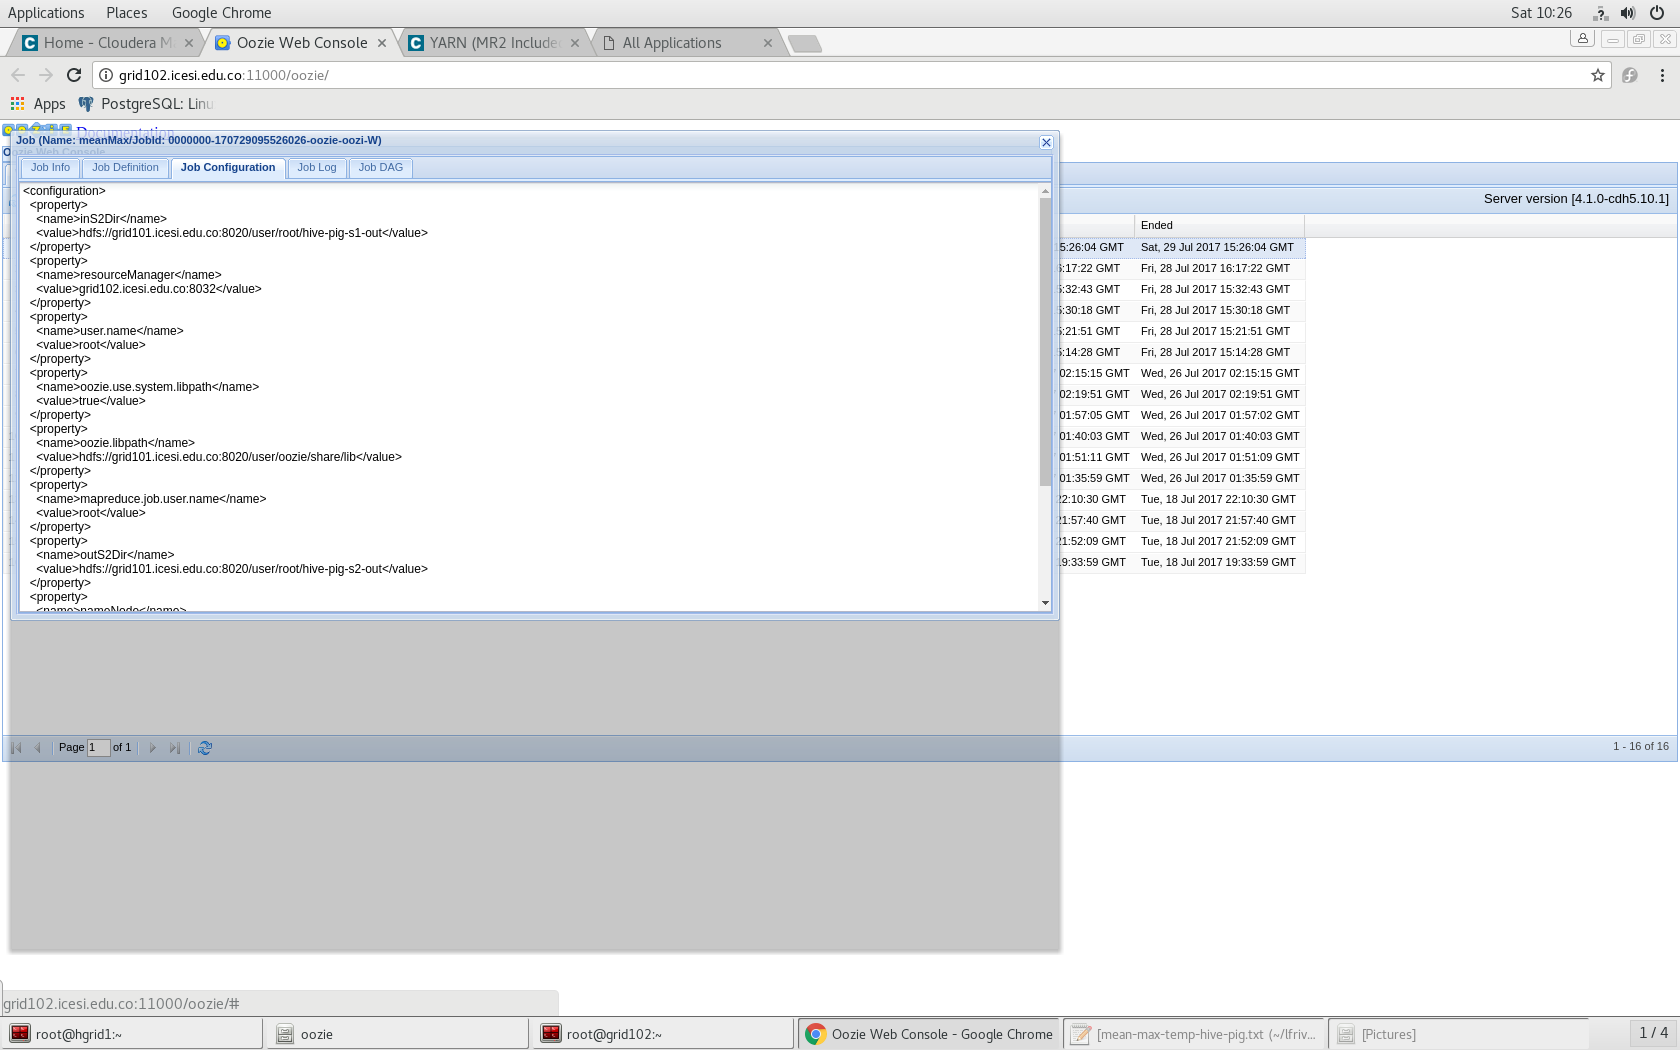 Applications Places Google Chrome Sat 10:26
Home - Cloudera M Oozie Web Console YARN (MR2 Include All Applications
grid102.icesi.edu.co:11000/oozie/
Apps PostgreSQL: Linu
Documentation
Job (Name: meanMax/JobId: 0000000-170729095526026-oozie-oozi-W)
Oozie Web Console
Job Info Job Definition Job Configuration Job Log Job DAG
Server version [4.1.0-cdh5.10.1]
<configuration>
<property>
<name>inS2Dir</name>
<value>hdfs://grid101.icesi.edu.co:8020/user/root/hive-pig-s1-out</value>
</property>
<property>
<name>resourceManager</name>
<value>grid102.icesi.edu.co:8032</value>
</property>
<property>
<name>user.name</name>
<value>root</value>
</property>
<property>
<name>oozie.use.system.libpath</name>
<value>true</value>
</property>
<property>
<name>oozie.libpath</name>
<value>hdfs://grid101.icesi.edu.co:8020/user/oozie/share/lib</value>
</property>
<property>
<name>mapreduce.job.user.name</name>
<value>root</value>
</property>
<property>
<name>outS2Dir</name>
<value>hdfs://grid101.icesi.edu.co:8020/user/root/hive-pig-s2-out</value>
</property>
<property>
<name>nameNode</name>
Ended
15:26:04 GMT Sat, 29 Jul 2017 15:26:04 GMT
6:17:22 GMT Fri, 28 Jul 2017 16:17:22 GMT
5:32:43 GMT Fri, 28 Jul 2017 15:32:43 GMT
5:30:18 GMT Fri, 28 Jul 2017 15:30:18 GMT
5:21:51 GMT Fri, 28 Jul 2017 15:21:51 GMT
5:14:28 GMT Fri, 28 Jul 2017 15:14:28 GMT
02:15:15 GMT Wed, 26 Jul 2017 02:15:15 GMT
02:19:51 GMT Wed, 26 Jul 2017 02:19:51 GMT
01:57:05 GMT Wed, 26 Jul 2017 01:57:02 GMT
01:40:03 GMT Wed, 26 Jul 2017 01:40:03 GMT
01:51:11 GMT Wed, 26 Jul 2017 01:51:09 GMT
01:35:59 GMT Wed, 26 Jul 2017 01:35:59 GMT
22:10:30 GMT Tue, 18 Jul 2017 22:10:30 GMT
21:57:40 GMT Tue, 18 Jul 2017 21:57:40 GMT
21:52:09 GMT Tue, 18 Jul 2017 21:52:09 GMT
19:33:59 GMT Tue, 18 Jul 2017 19:33:59 GMT
Page 1 of 1 1 - 16 of 16
grid102.icesi.edu.co:11000/oozie/#
root@hgrid1:~ oozie root@grid102:~ Oozie Web Console - Google Chrome [mean-max-temp-hive-pig.txt (~/lfriv... [Pictures] 1 / 4